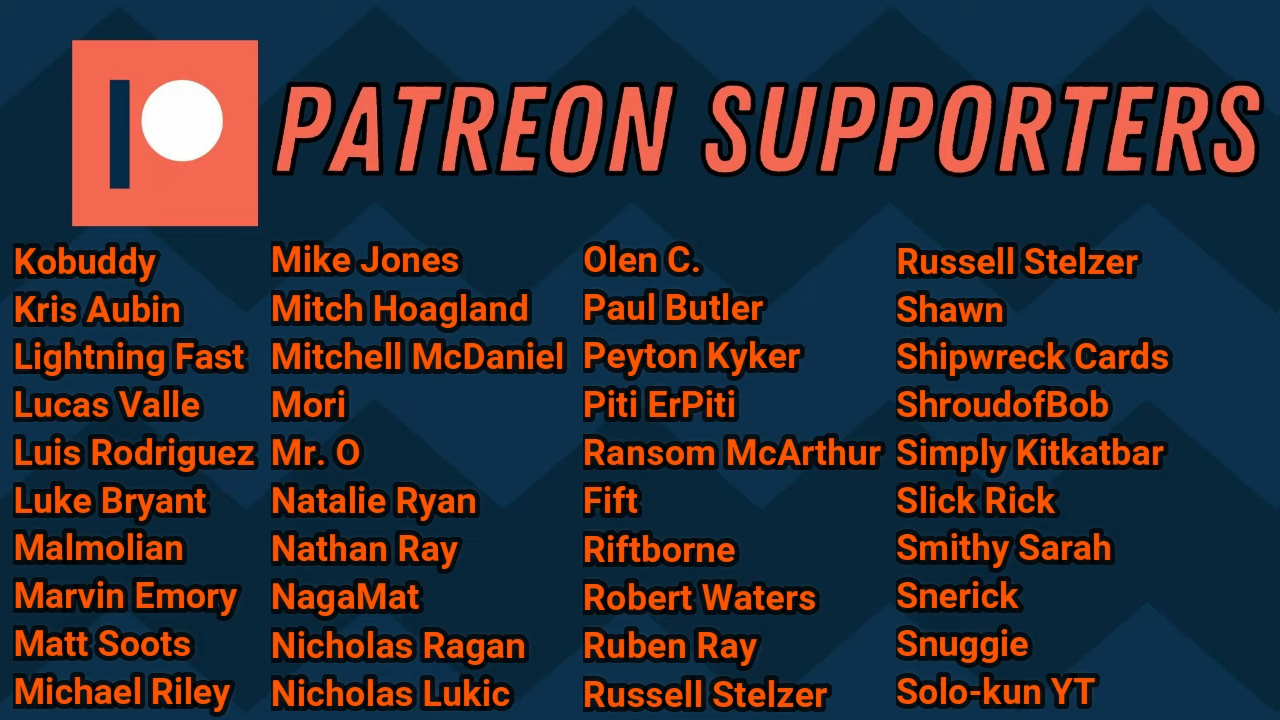 PATREON SUPPORTERS
Kobuddy
Kris Aubin
Lightning Fast
Lucas Valle
Luis Rodriguez
Luke Bryant
Malmolian
Marvin Emory
Matt Soots
Michael Riley
Mike Jones
Mitch Hoagland
Mitchell McDaniel
Mori
Mr. O
Natalie Ryan
Nathan Ray
NagaMat
Nicholas Ragan
Nicholas Lukic
Olen C.
Paul Butler
Peyton Kyker
Piti ErPiti
Ransom McArthur
Fift
Riftborne
Robert Waters
Ruben Ray
Russell Stelzer
Russell Stelzer
Shawn
Shipwreck Cards
ShroudofBob
Simply Kitkatbar
Slick Rick
Smithy Sarah
Snerick
Snuggie
Solo-kun YT